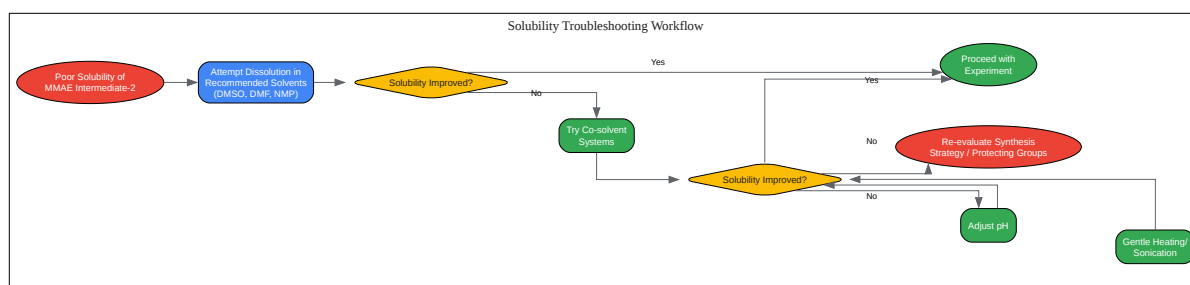 Solubility Troubleshooting Workflow
Poor Solubility of
MMAE Intermediate-2
Attempt Dissolution in
Recommended Solvents
(DMSO, DMF, NMP)
Solubility Improved?
Yes
No
Proceed with
Experiment
Try Co-solvent
Systems
Yes
Solubility Improved?
No
Re-evaluate Synthesis
Strategy / Protecting Groups
No
Adjust pH
Gentle Heating/
Sonication